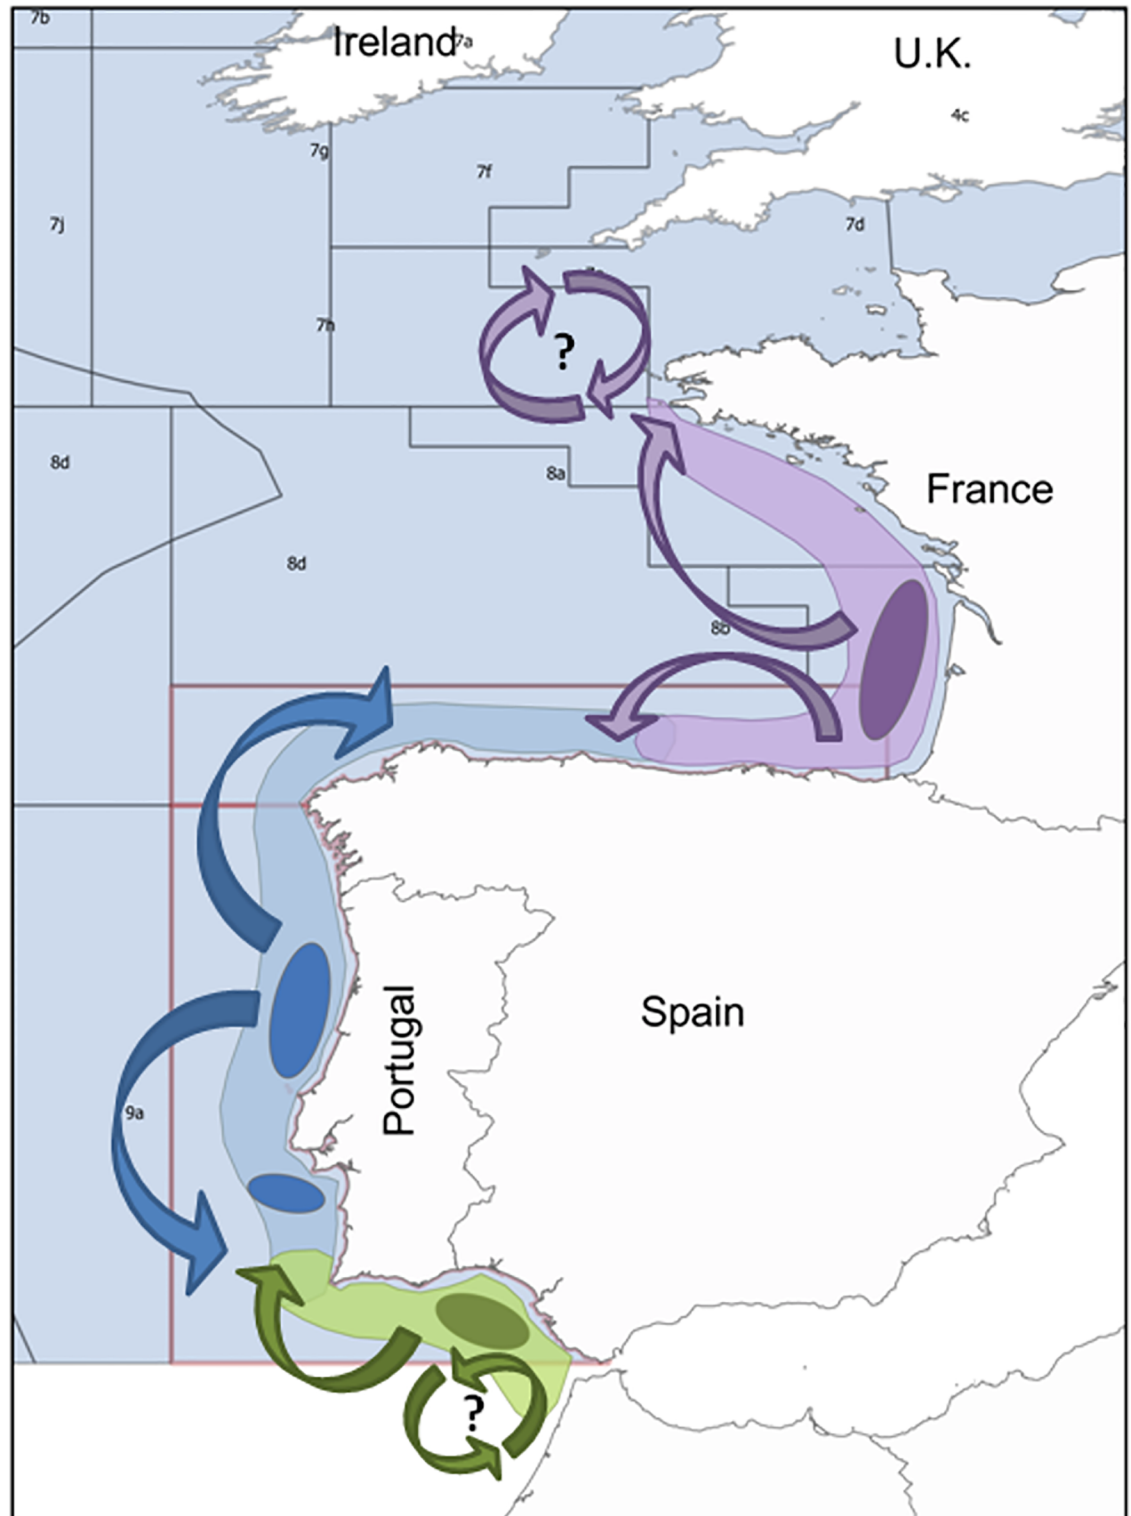 7b
Ireland
7a
U.K.
4c
7g
7f
7j
7d
7h
?
8d
8a
France
8d
8b
Spain
Portugal
9a
?